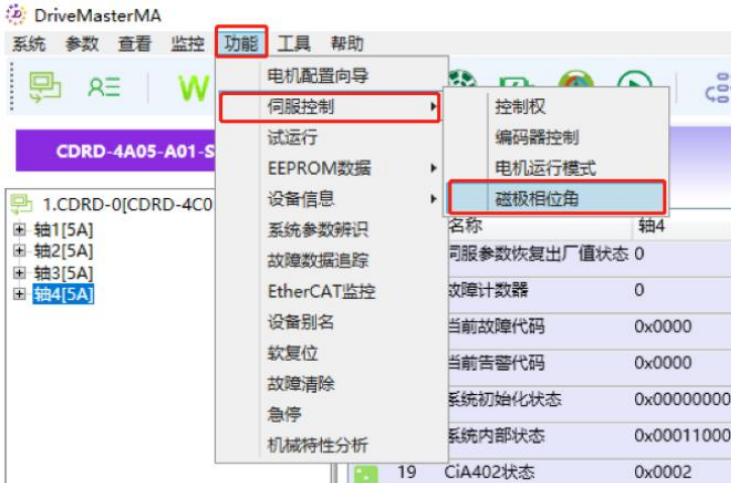 DriveMasterMA
系统 参数 查看 监控 功能 工具 帮助
CDRD-4A05-A01-S
1.CDRD-0[CDRD-4C0
轴1[5A]
轴2[5A]
轴3[5A]
轴4[5A]
电机配置向导
伺服控制
试运行
EEPROM数据
设备信息
系统参数辨识
故障数据追踪
EtherCAT监控
设备别名
软复位
故障清除
急停
机械特性分析
控制权
编码器控制
电机运行模式
磁极相位角
名称 轴4
伺服参数恢复出厂值状态 0
故障计数器 0
当前故障代码 0x0000
当前告警代码 0x0000
系统初始化状态 0x00000000
系统内部状态 0x00011000
19 CiA402状态 0x0002